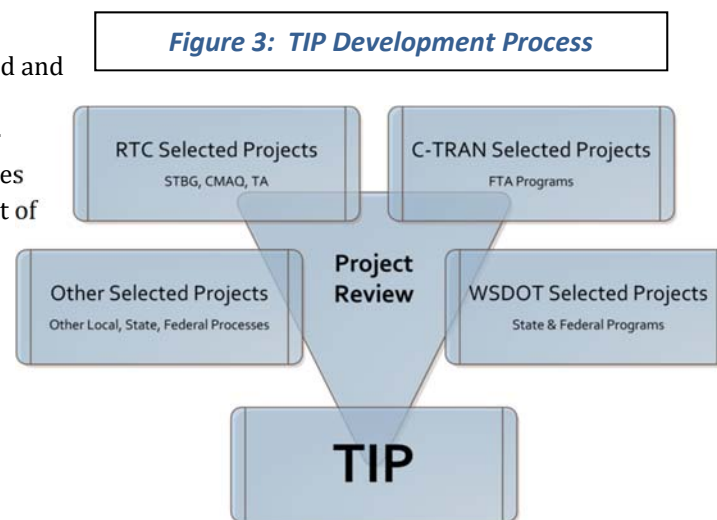 Figure 3: TIP Development Process
d and
es
t of
RTC Selected Projects
STBG, CMAQ, TA
C-TRAN Selected Projects
FTA Programs
Project
Review
Other Selected Projects
Other Local, State, Federal Processes
WSDOT Selected Projects
State & Federal Programs
TIP